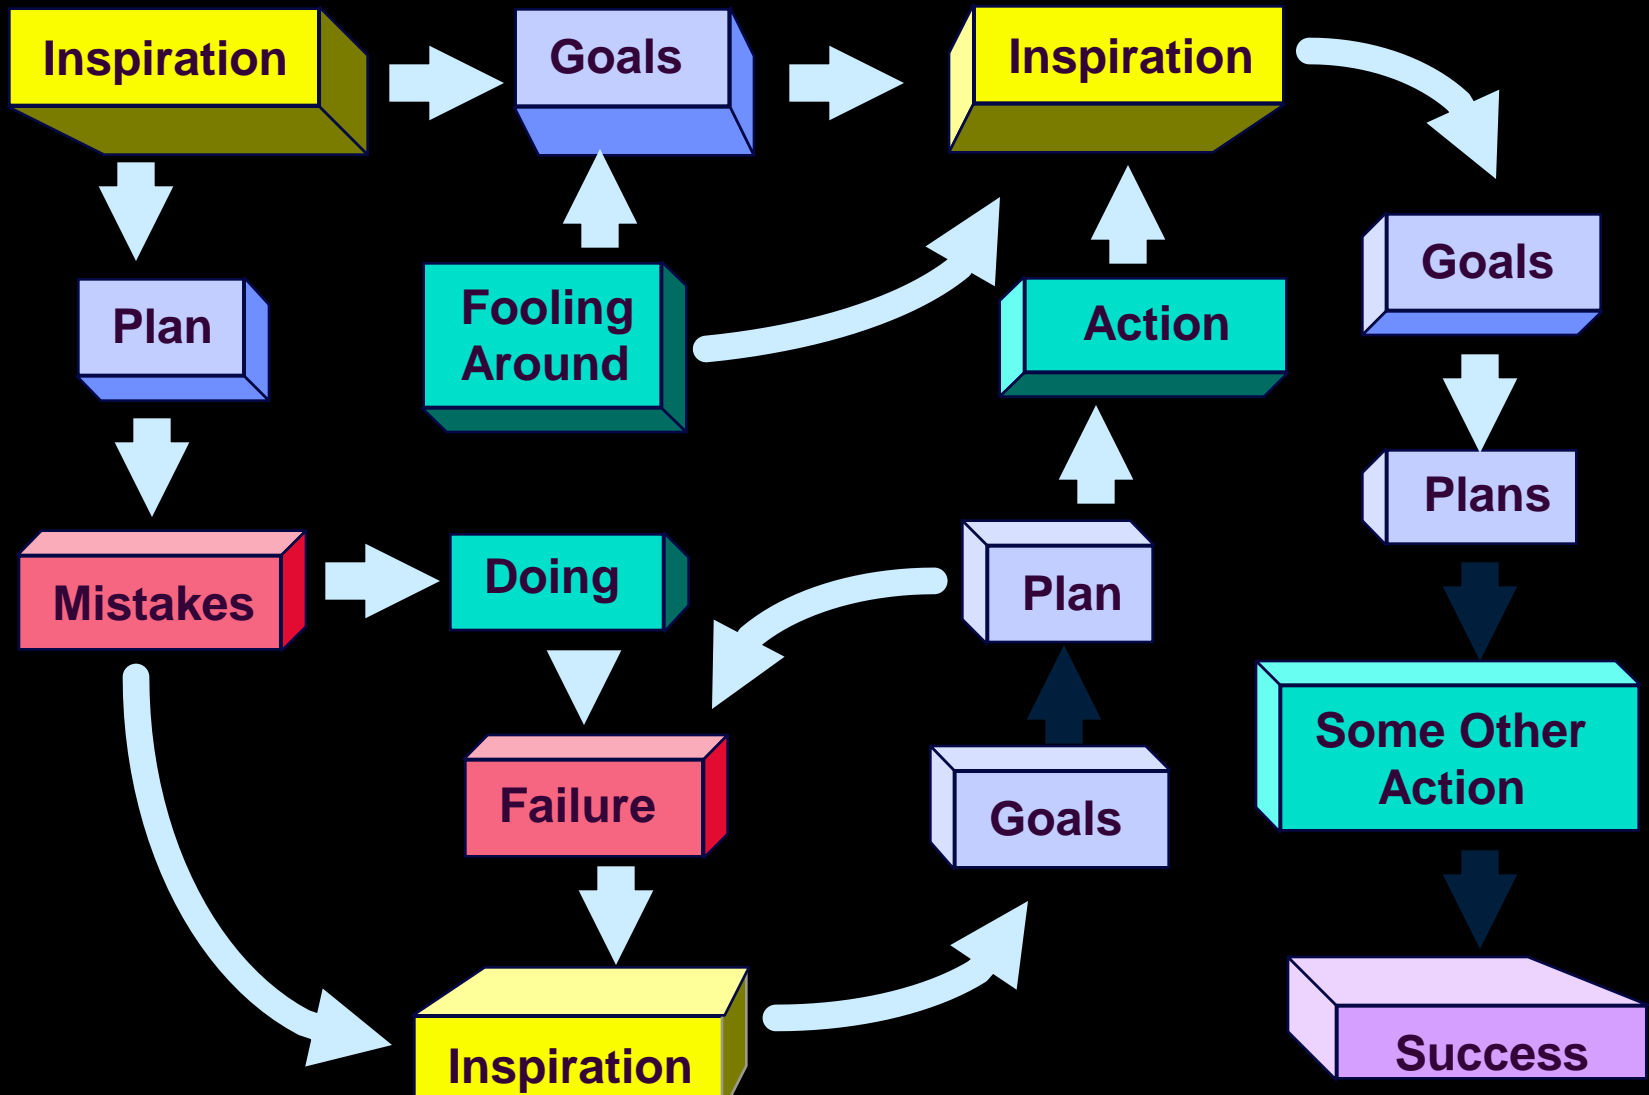 Inspiration
Goals
Inspiration
Goals
Plan
Fooling
Around
Action
Plans
Mistakes
Doing
Plan
Some Other
Action
Failure
Goals
Inspiration
Success